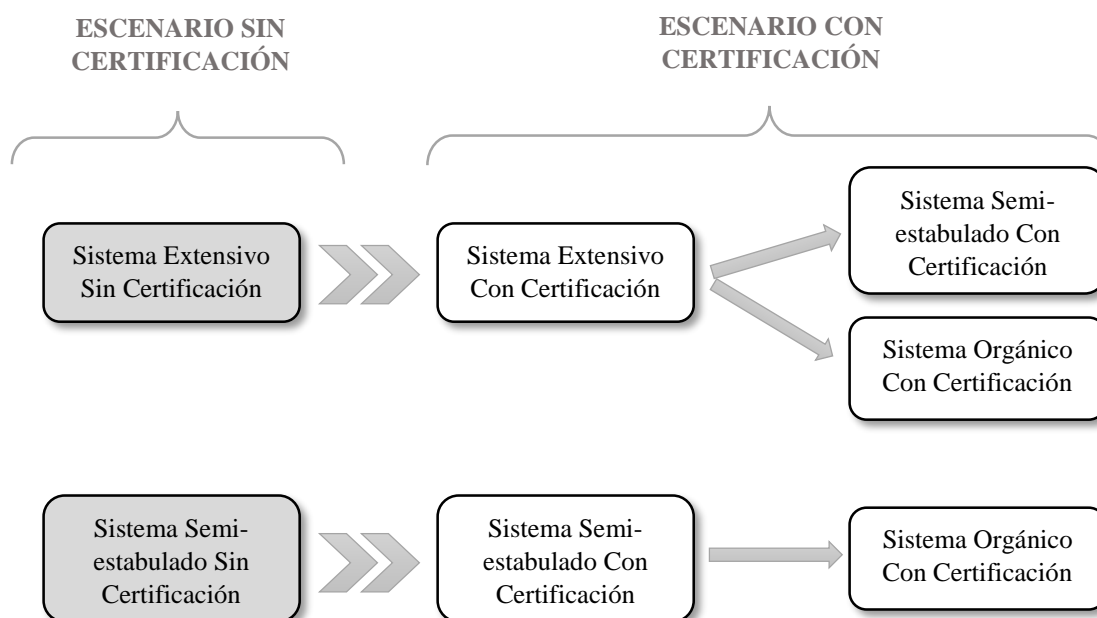 ESCENARIO SIN
CERTIFICACIÓN
ESCENARIO CON
CERTIFICACIÓN
Sistema Extensivo
Sin Certificación
Sistema Extensivo
Con Certificación
Sistema Semi-
estabulado Con
Certificación
Sistema Orgánico
Con Certificación
Sistema Semi-
estabulado Sin
Certificación
Sistema Semi-
estabulado Con
Certificación
Sistema Orgánico
Con Certificación